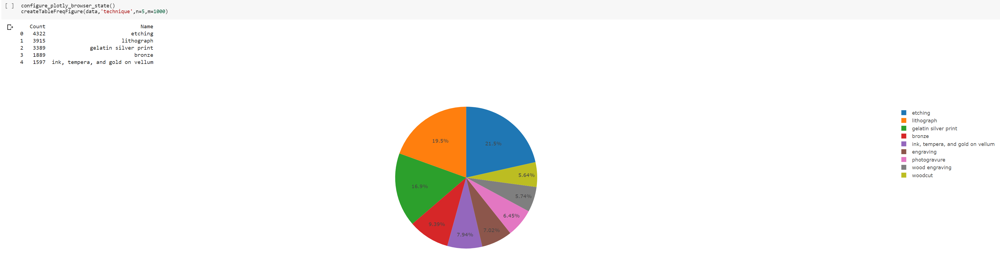 [ ] configure_plotly_browser_state()
createTableFreqFigure(data,'technique',n=5,m=1000)
Count Name
0 4322 etching
1 3915 lithograph
2 3389 gelatin silver print
3 1889 bronze
4 1597 ink, tempera, and gold on vellum
21.5%
19.5%
16.9%
9.39%
7.94%
7.02%
6.45%
5.74%
5.64%
etching
lithograph
gelatin silver print
bronze
ink, tempera, and gold on vellum
engraving
photogravure
wood engraving
woodcut